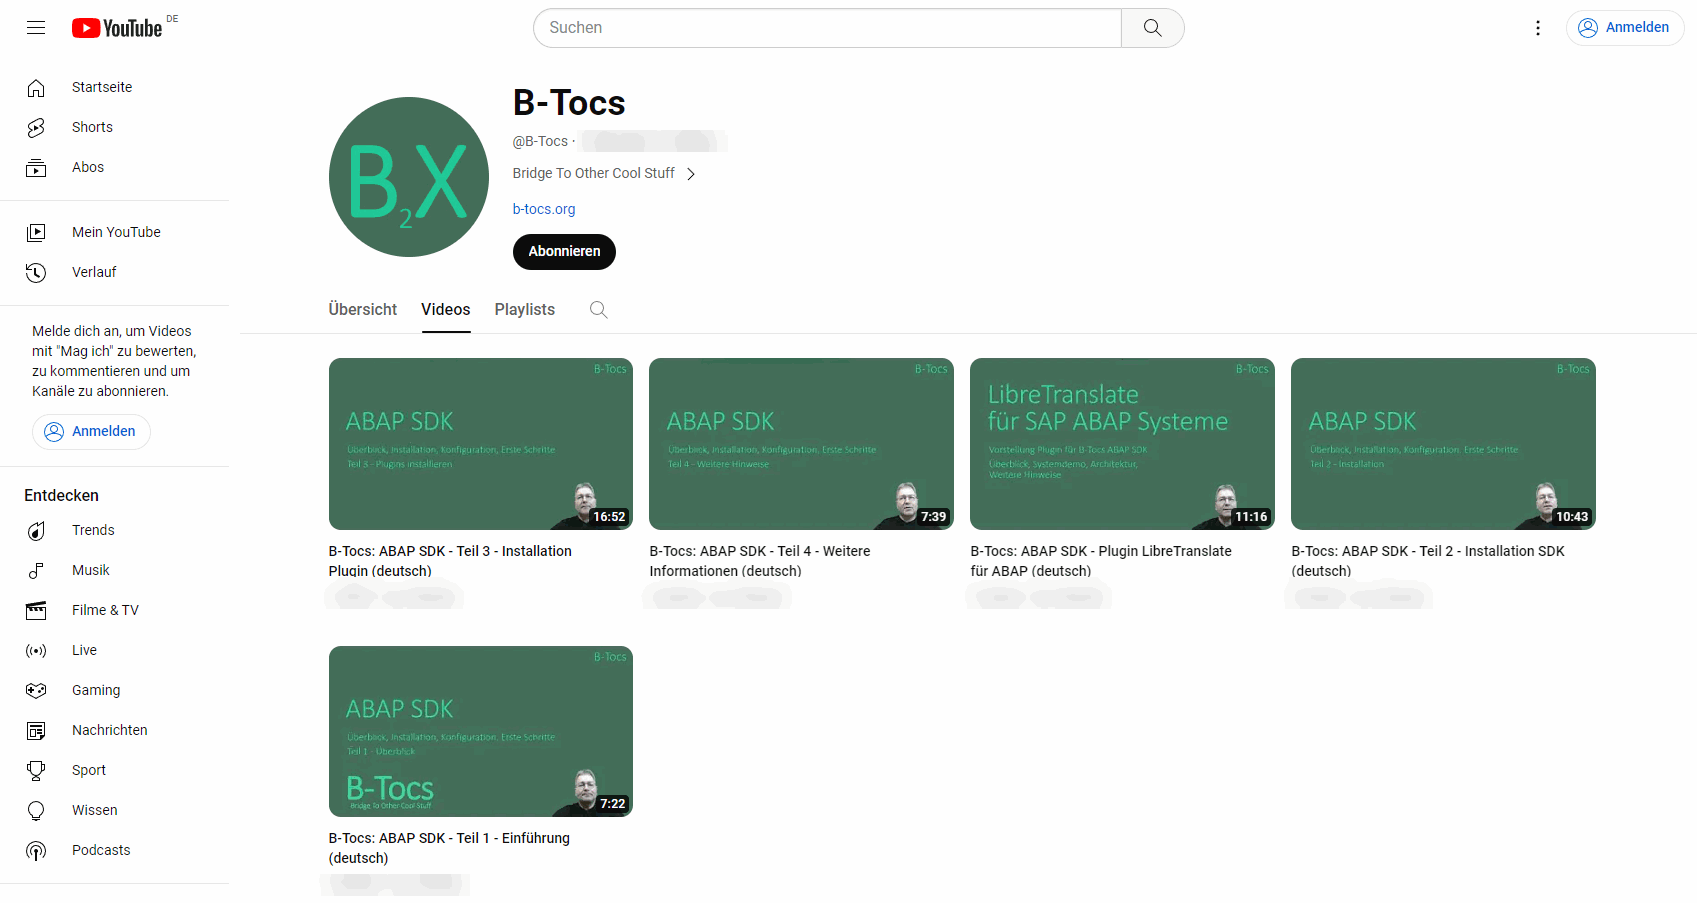 YouTube DE
Suchen
Anmelden
Startseite
Shorts
Abos
Mein YouTube
Verlauf
Melde dich an, um Videos
mit "Mag ich" zu bewerten,
zu kommentieren und um
Kanäle zu abonnieren.
Anmelden
Entdecken
Trends
Musik
Filme & TV
Live
Gaming
Nachrichten
Sport
Wissen
Podcasts
B2X
B-Tocs
@B-Tocs ·
Bridge To Other Cool Stuff
b-tocs.org
Abonnieren
Übersicht Videos Playlists
B-Tocs
ABAP SDK
Überblick, Installation, Konfiguration, Erste Schritte
Teil 3 - Plugins installieren
16:52
B-Tocs: ABAP SDK - Teil 3 - Installation
Plugin (deutsch)
B-Tocs
ABAP SDK
Überblick, Installation, Konfiguration, Erste Schritte
Teil 4 - Weitere Hinweise
7:39
B-Tocs: ABAP SDK - Teil 4 - Weitere
Informationen (deutsch)
B-Tocs
LibreTranslate
für SAP ABAP Systeme
Vorstellung Plugin für B-Tocs ABAP SDK
Überblick, Systemdemo, Architektur,
Weitere Hinweise
11:16
B-Tocs: ABAP SDK - Plugin LibreTranslate
für ABAP (deutsch)
B-Tocs
ABAP SDK
Überblick, Installation, Konfiguration, Erste Schritte
Teil 2 - Installation
10:43
B-Tocs: ABAP SDK - Teil 2 - Installation SDK
(deutsch)
B-Tocs
ABAP SDK
Überblick, Installation, Konfiguration, Erste Schritte
Teil 1 - Überblick
B-Tocs
Bridge To Other Cool Stuff
7:22
B-Tocs: ABAP SDK - Teil 1 - Einführung
(deutsch)